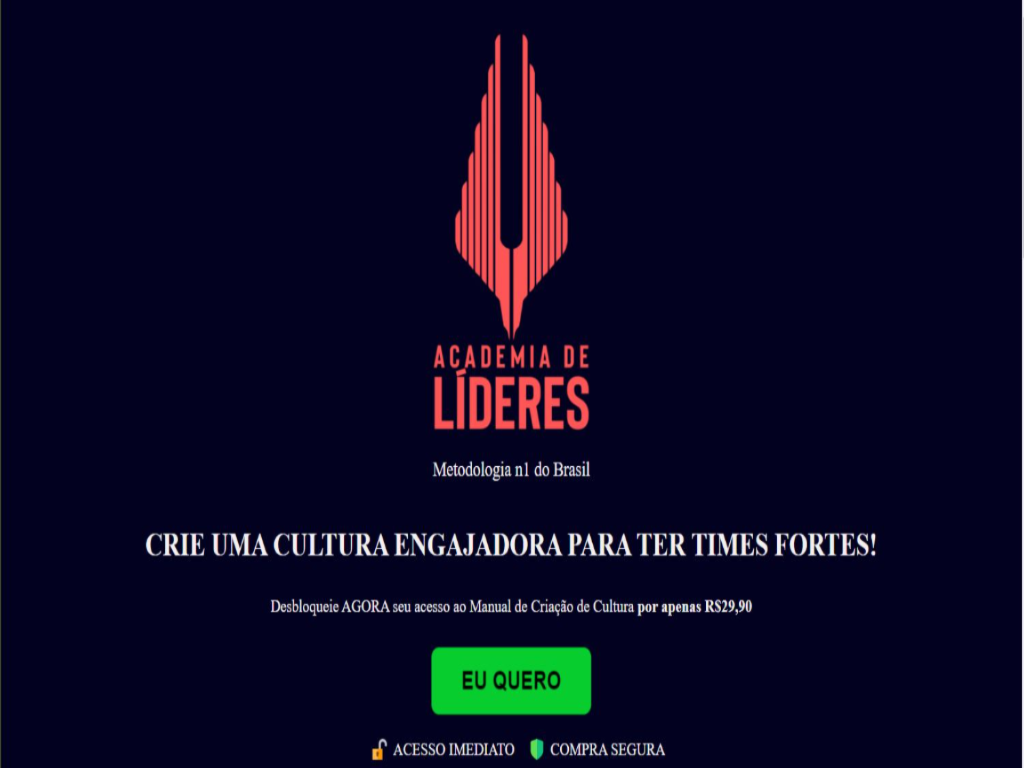 ACADEMIA DE
LÍDERES
Metodologia n1 do Brasil
CRIE UMA CULTURA ENGAJADORA PARA TER TIMES FORTES!
Desbloqueie AGORA seu acesso ao Manual de Criação de Cultura por apenas R$29,90
EU QUERO
ACESSO IMEDIATO COMPRA SEGURA